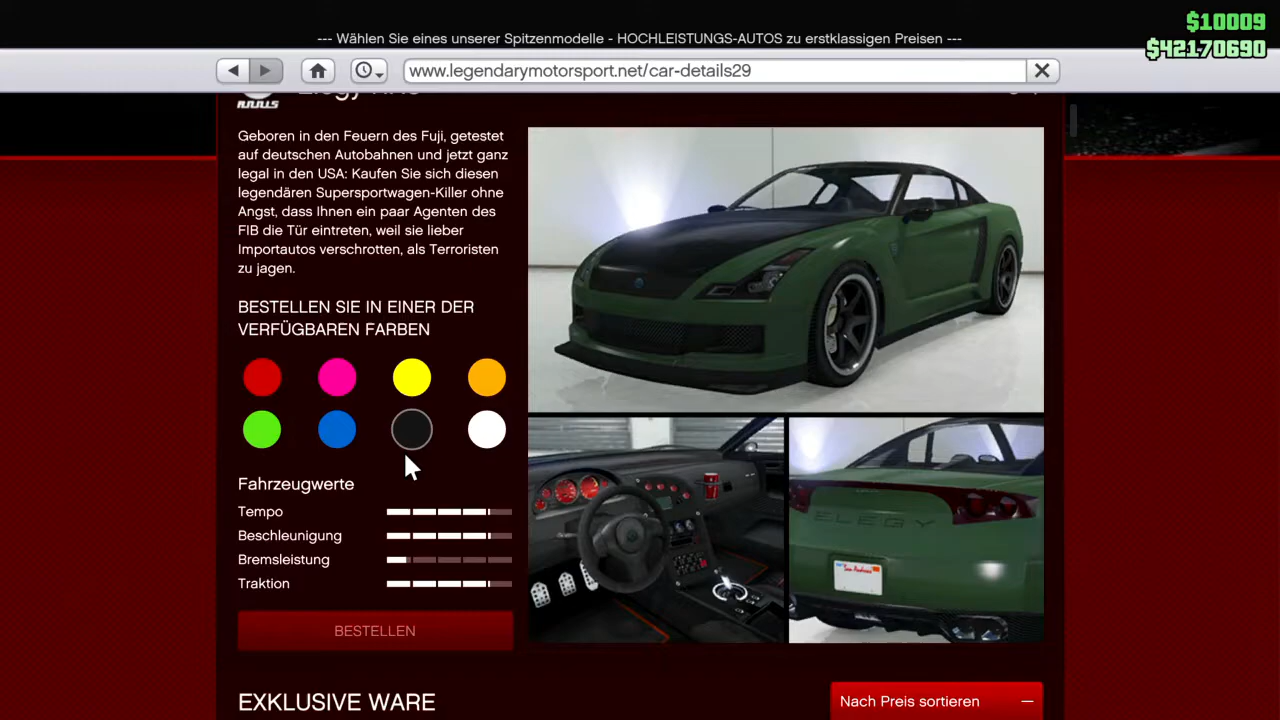 $10009
--- Wählen Sie eines unserer Spitzenmodelle - HOCHLEISTUNGS-AUTOS zu erstklassigen Preisen ---
$42170690
www.legendarymotorsport.net/car-details29
Geboren in den Feuern des Fuji, getestet
auf deutschen Autobahnen und jetzt ganz
legal in den USA: Kaufen Sie sich diesen
legendären Supersportwagen-Killer ohne
Angst, dass Ihnen ein paar Agenten des
FIB die Tür eintreten, weil sie lieber
Importautos verschrotten, als Terroristen
zu jagen.
BESTELLEN SIE IN EINER DER
VERFÜGBAREN FARBEN
Fahrzeugwerte
Tempo
Beschleunigung
Bremsleistung
Traktion
BESTELLEN
ELEGY
San Andreas
EXKLUSIVE WARE
Nach Preis sortieren